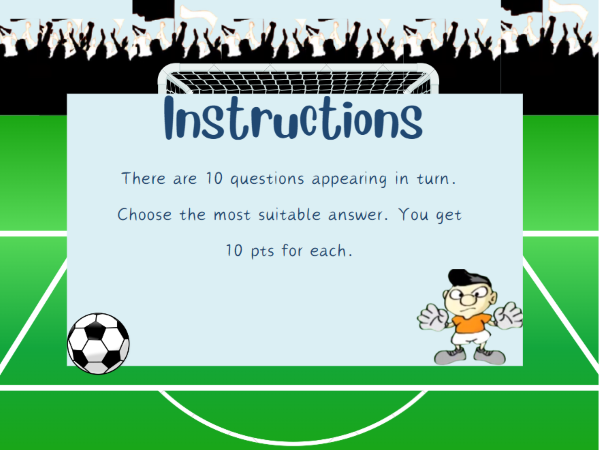 Instructions
There are 10 questions appearing in turn.
Choose the most suitable answer. You get
10 pts for each.